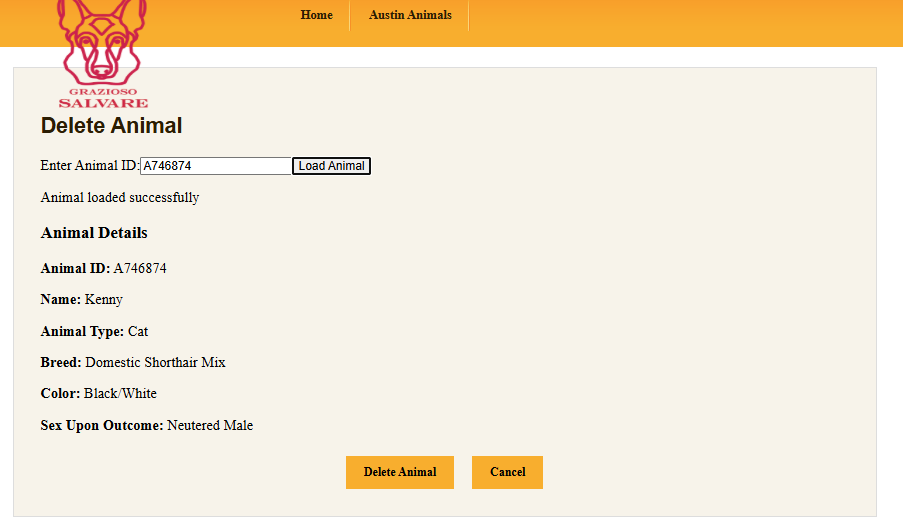 Home Austin Animals
GRAZIOSO
SALVARE
Delete Animal
Enter Animal ID: A746874 Load Animal
Animal loaded successfully
Animal Details
Animal ID: A746874
Name: Kenny
Animal Type: Cat
Breed: Domestic Shorthair Mix
Color: Black/White
Sex Upon Outcome: Neutered Male
Delete Animal Cancel